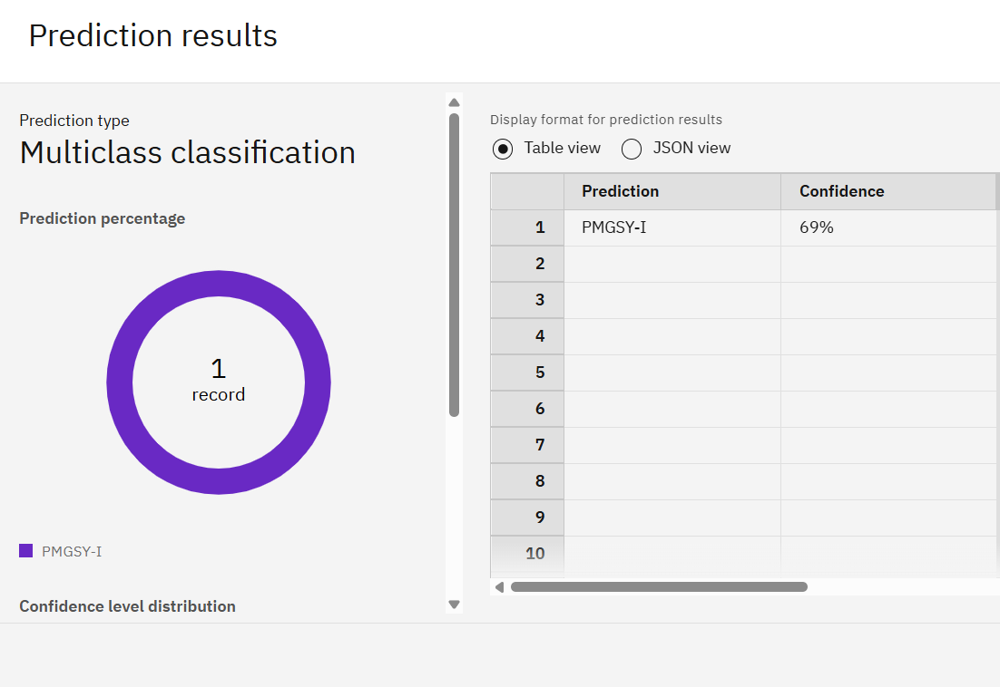 Prediction results
Prediction type
Multiclass classification
Prediction percentage
1
record
PMGSY-I
Confidence level distribution
Display format for prediction results
Table view JSON view
Prediction Confidence
1 PMGSY-I 69%
2
3
4
5
6
7
8
9
10